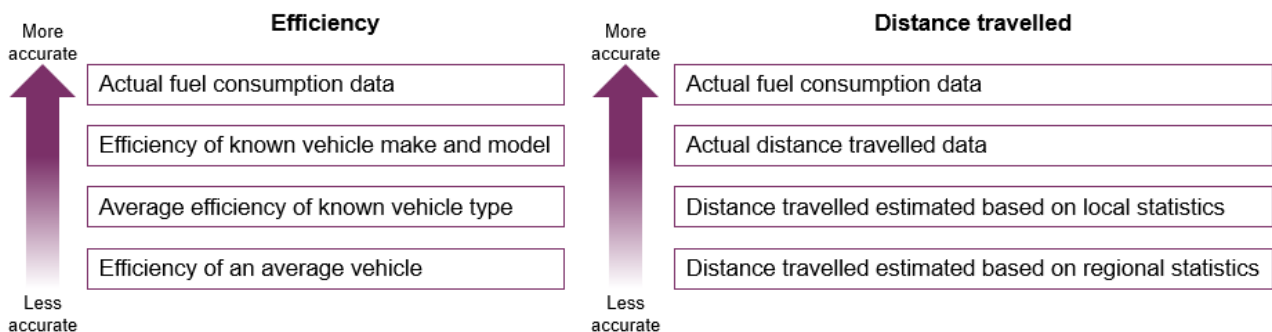 Efficiency
More
accurate
Actual fuel consumption data
Efficiency of known vehicle make and model
Average efficiency of known vehicle type
Efficiency of an average vehicle
Less
accurate
Distance travelled
More
accurate
Actual fuel consumption data
Actual distance travelled data
Distance travelled estimated based on local statistics
Distance travelled estimated based on regional statistics
Less
accurate